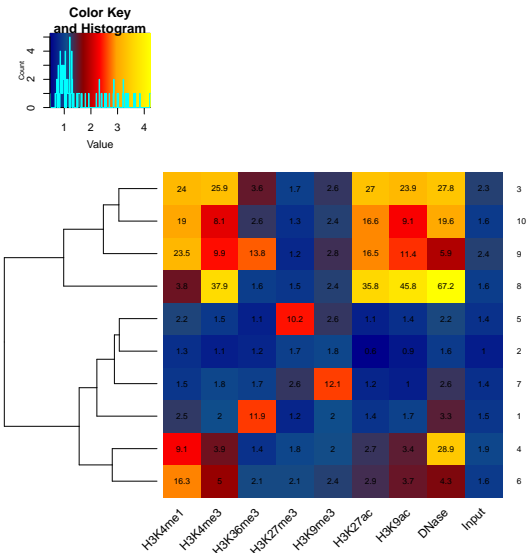 Color Key
and Histogram
Count
0 2 4
1 2 3 4
Value
24 25.9 3.6 1.7 2.6 27 23.9 27.8 2.3 3
19 8.1 2.6 1.3 2.4 16.6 9.1 19.6 1.6 10
23.5 9.9 13.8 1.2 2.8 16.5 11.4 5.9 2.4 9
3.8 37.9 1.6 1.5 2.4 35.8 45.8 67.2 1.6 8
2.2 1.5 1.1 10.2 2.6 1.1 1.4 2.2 1.4 5
1.3 1.1 1.2 1.7 1.8 0.9 1.6 1 2
1.5 1.8 1.7 2.6 12.1 1.2 1 2.6 1.4 7
2.5 2 11.9 1.2 2 1.4 1.7 3.3 1.5 1
9.1 3.9 1.4 1.8 2 2.7 3.4 28.9 1.9 4
16.3 5 2.1 2.1 2.4 2.9 3.7 4.3 1.6 6
H3K4me1 H3K4me3 H3K36me3 H3K27me3 H3K9me3 H3K27ac H3K9ac DNase Input